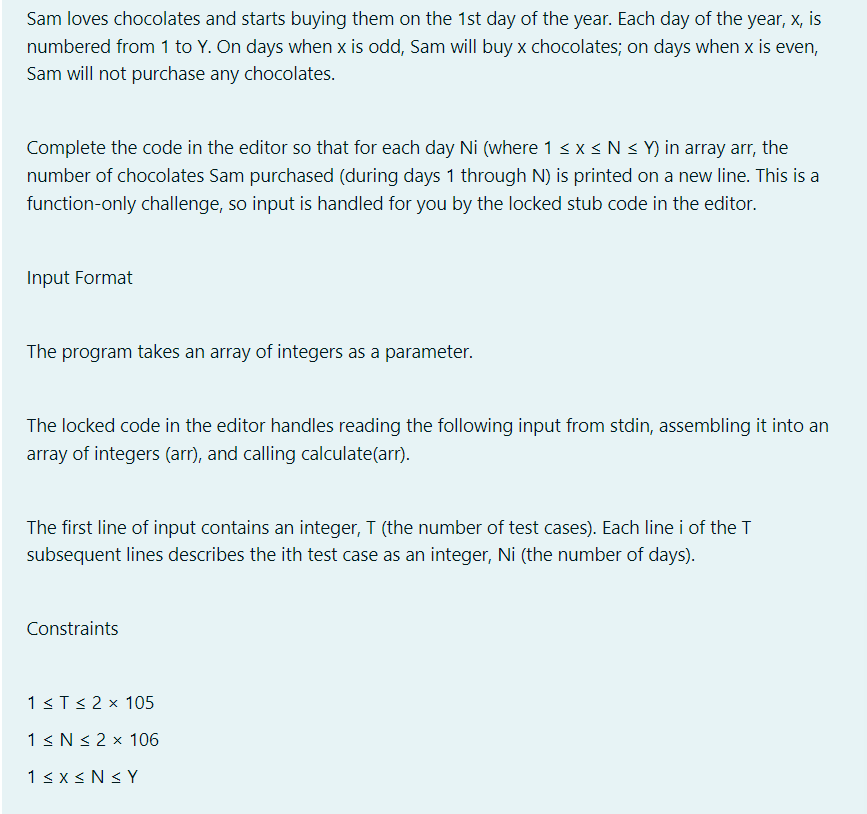 Sam loves chocolates and starts buying them on the 1st day of the year. Each day of the year, x, is
numbered from 1 to Y. On days when x is odd, Sam will buy x chocolates; on days when x is even,
Sam will not purchase any chocolates.
Complete the code in the editor so that for each day Ni (where 1 ≤ x ≤ N ≤ Y) in array arr, the
number of chocolates Sam purchased (during days 1 through N) is printed on a new line. This is a
function-only challenge, so input is handled for you by the locked stub code in the editor.
Input Format
The program takes an array of integers as a parameter.
The locked code in the editor handles reading the following input from stdin, assembling it into an
array of integers (arr), and calling calculate(arr).
The first line of input contains an integer, T (the number of test cases). Each line i of the T
subsequent lines describes the ith test case as an integer, Ni (the number of days).
Constraints
1 ≤ T ≤ 2 × 105
1 ≤ N ≤ 2 × 106
1 ≤ x ≤ N ≤ Y